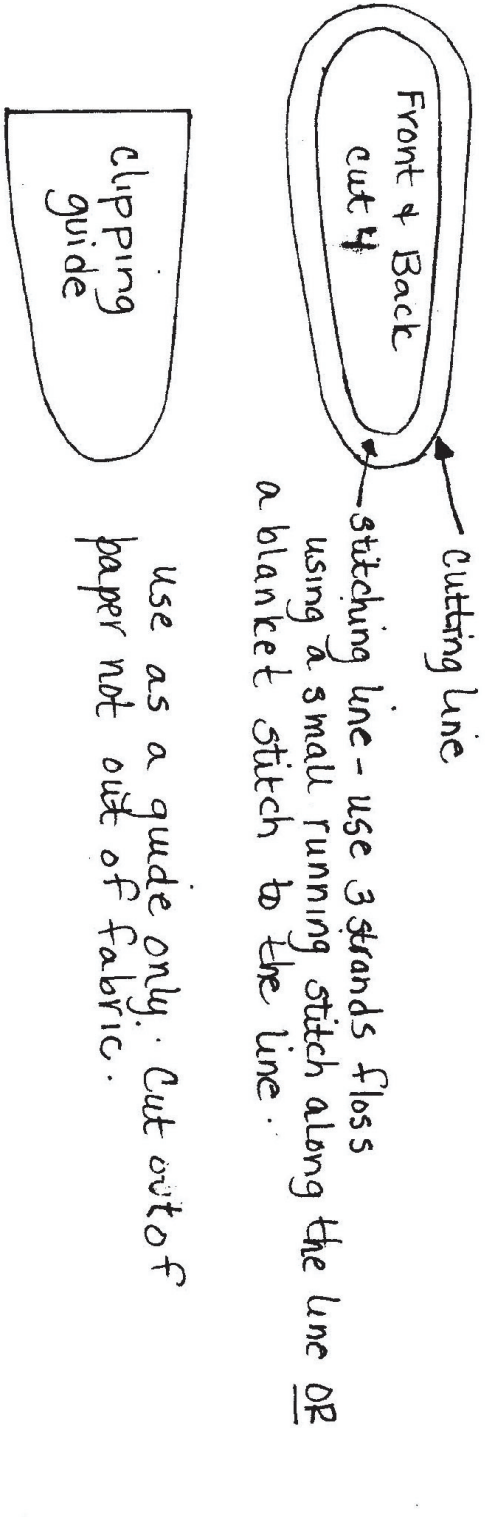 Front & Back
cut 4
Cutting line
stitching line - use 3 strands floss
using a small running stitch along the line OR
a blanket stitch to the line.
clipping
guide
use as a guide only. Cut out of
paper not out of fabric.